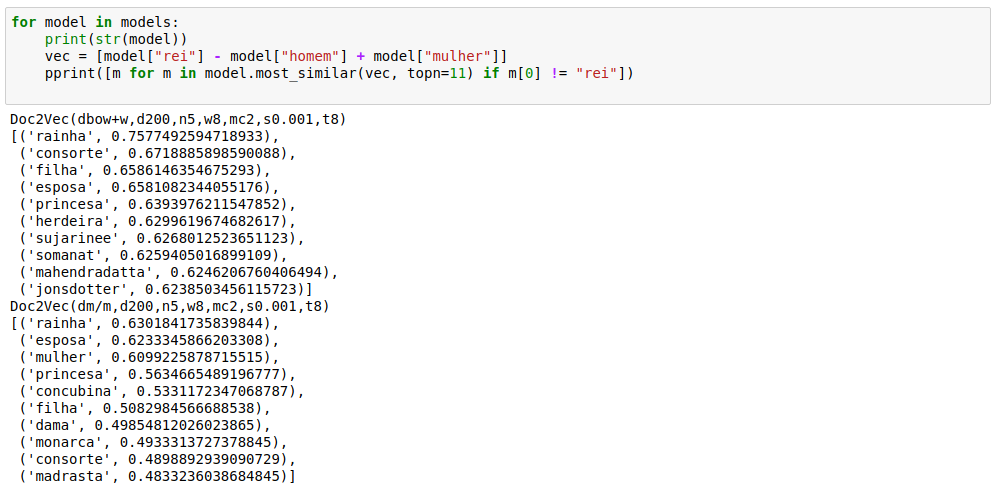 for model in models:
    print(str(model))
    vec = [model["rei"] - model["homem"] + model["mulher"]]
    pprint([m for m in model.most_similar(vec, topn=11) if m[0] != "rei"])
Doc2Vec(dbow+w,d200,n5,w8,mc2,s0.001,t8)
[('rainha', 0.7577492594718933),
 ('consorte', 0.6718885898590088),
 ('filha', 0.6586146354675293),
 ('esposa', 0.6581082344055176),
 ('princesa', 0.6393976211547852),
 ('herdeira', 0.6299619674682617),
 ('sujarinee', 0.6268012523651123),
 ('somanat', 0.6259405016899109),
 ('mahendradatta', 0.6246206760406494),
 ('jonsdotter', 0.6238503456115723)]
Doc2Vec(dm/m,d200,n5,w8,mc2,s0.001,t8)
[('rainha', 0.6301841735839844),
 ('esposa', 0.6233345866203308),
 ('mulher', 0.6099225878715515),
 ('princesa', 0.5634665489196777),
 ('concubina', 0.5331172347068787),
 ('filha', 0.5082984566688538),
 ('dama', 0.49854812026023865),
 ('monarca', 0.4933313727378845),
 ('consorte', 0.4898892939090729),
 ('madrasta', 0.4833236038684845)]